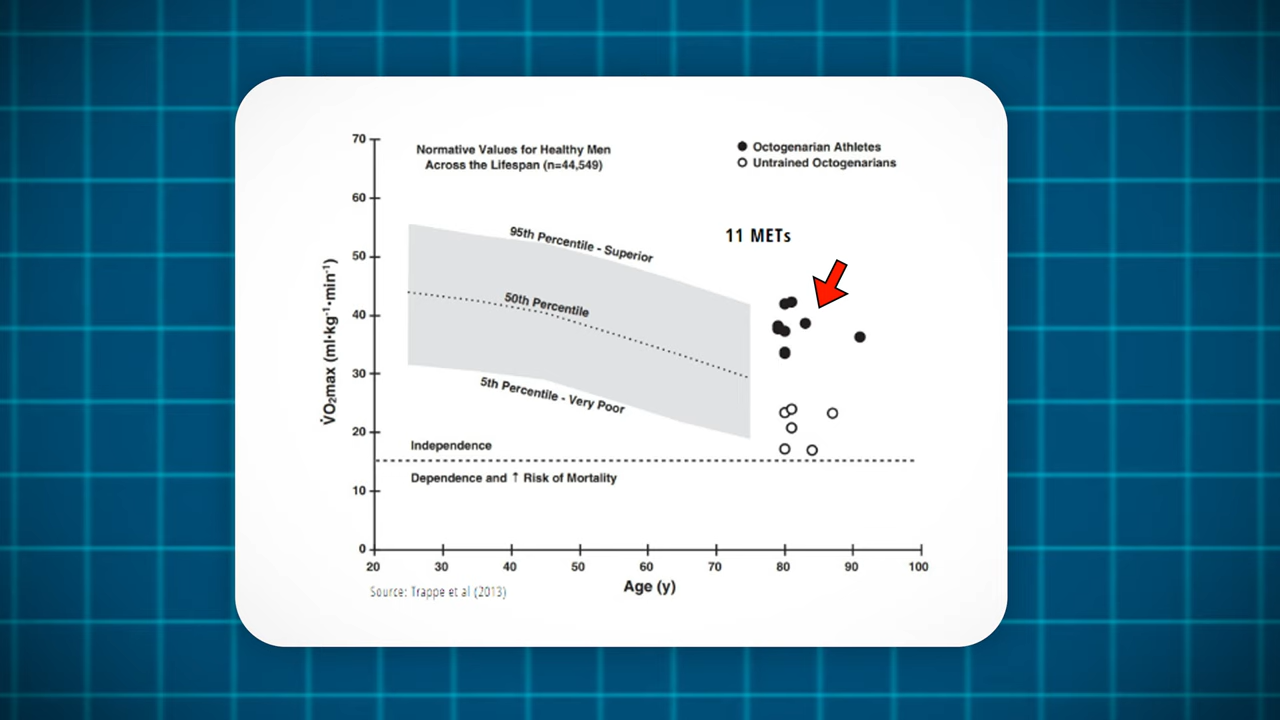 Normative Values for Healthy Men
Across the Lifespan (n=44,549)
Octogenarian Athletes
Untrained Octogenarians
11 METs
95th Percentile - Superior
50th Percentile
5th Percentile - Very Poor
Independence
Dependence and ↑ Risk of Mortality
V̇O₂max (ml·kg⁻¹·min⁻¹)
70
60
50
40
30
20
10
0
20 30 40 50 60 70 80 90 100
Age (y)
Source: Trappe et al (2013)